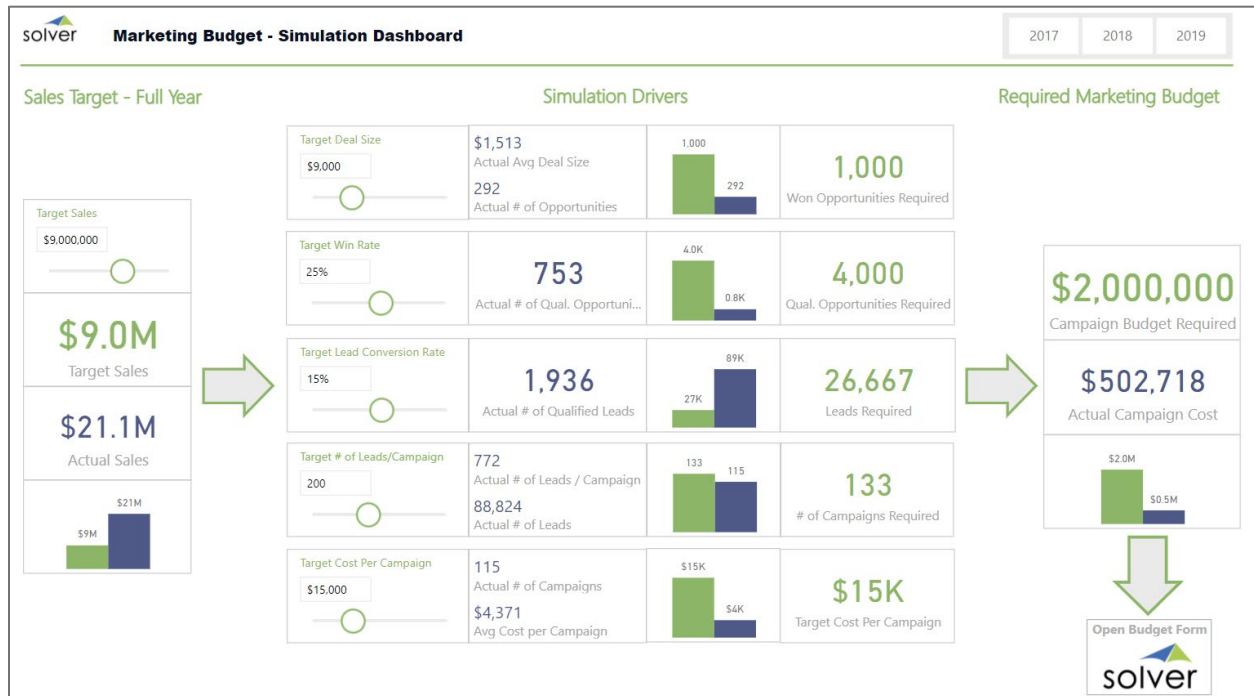 solver
Marketing Budget - Simulation Dashboard
2017
2018
2019
Sales Target - Full Year
Simulation Drivers
Required Marketing Budget
Target Sales
$9,000,000
$9.0M
Target Sales
$21.1M
Actual Sales
$9M
$21M
Target Deal Size
$9,000
$1,513
Actual Avg Deal Size
292
Actual # of Opportunities
1,000
292
1,000
Won Opportunities Required
Target Win Rate
25%
753
Actual # of Qual. Opportuni...
4.0K
0.8K
4,000
Qual. Opportunities Required
Target Lead Conversion Rate
15%
1,936
Actual # of Qualified Leads
27K
89K
26,667
Leads Required
Target # of Leads/Campaign
200
772
Actual # of Leads / Campaign
88,824
Actual # of Leads
133
115
133
# of Campaigns Required
Target Cost Per Campaign
$15,000
115
Actual # of Campaigns
$4,371
Avg Cost per Campaign
$15K
$4K
$15K
Target Cost Per Campaign
$2,000,000
Campaign Budget Required
$502,718
Actual Campaign Cost
$2.0M
$0.5M
Open Budget Form
solver